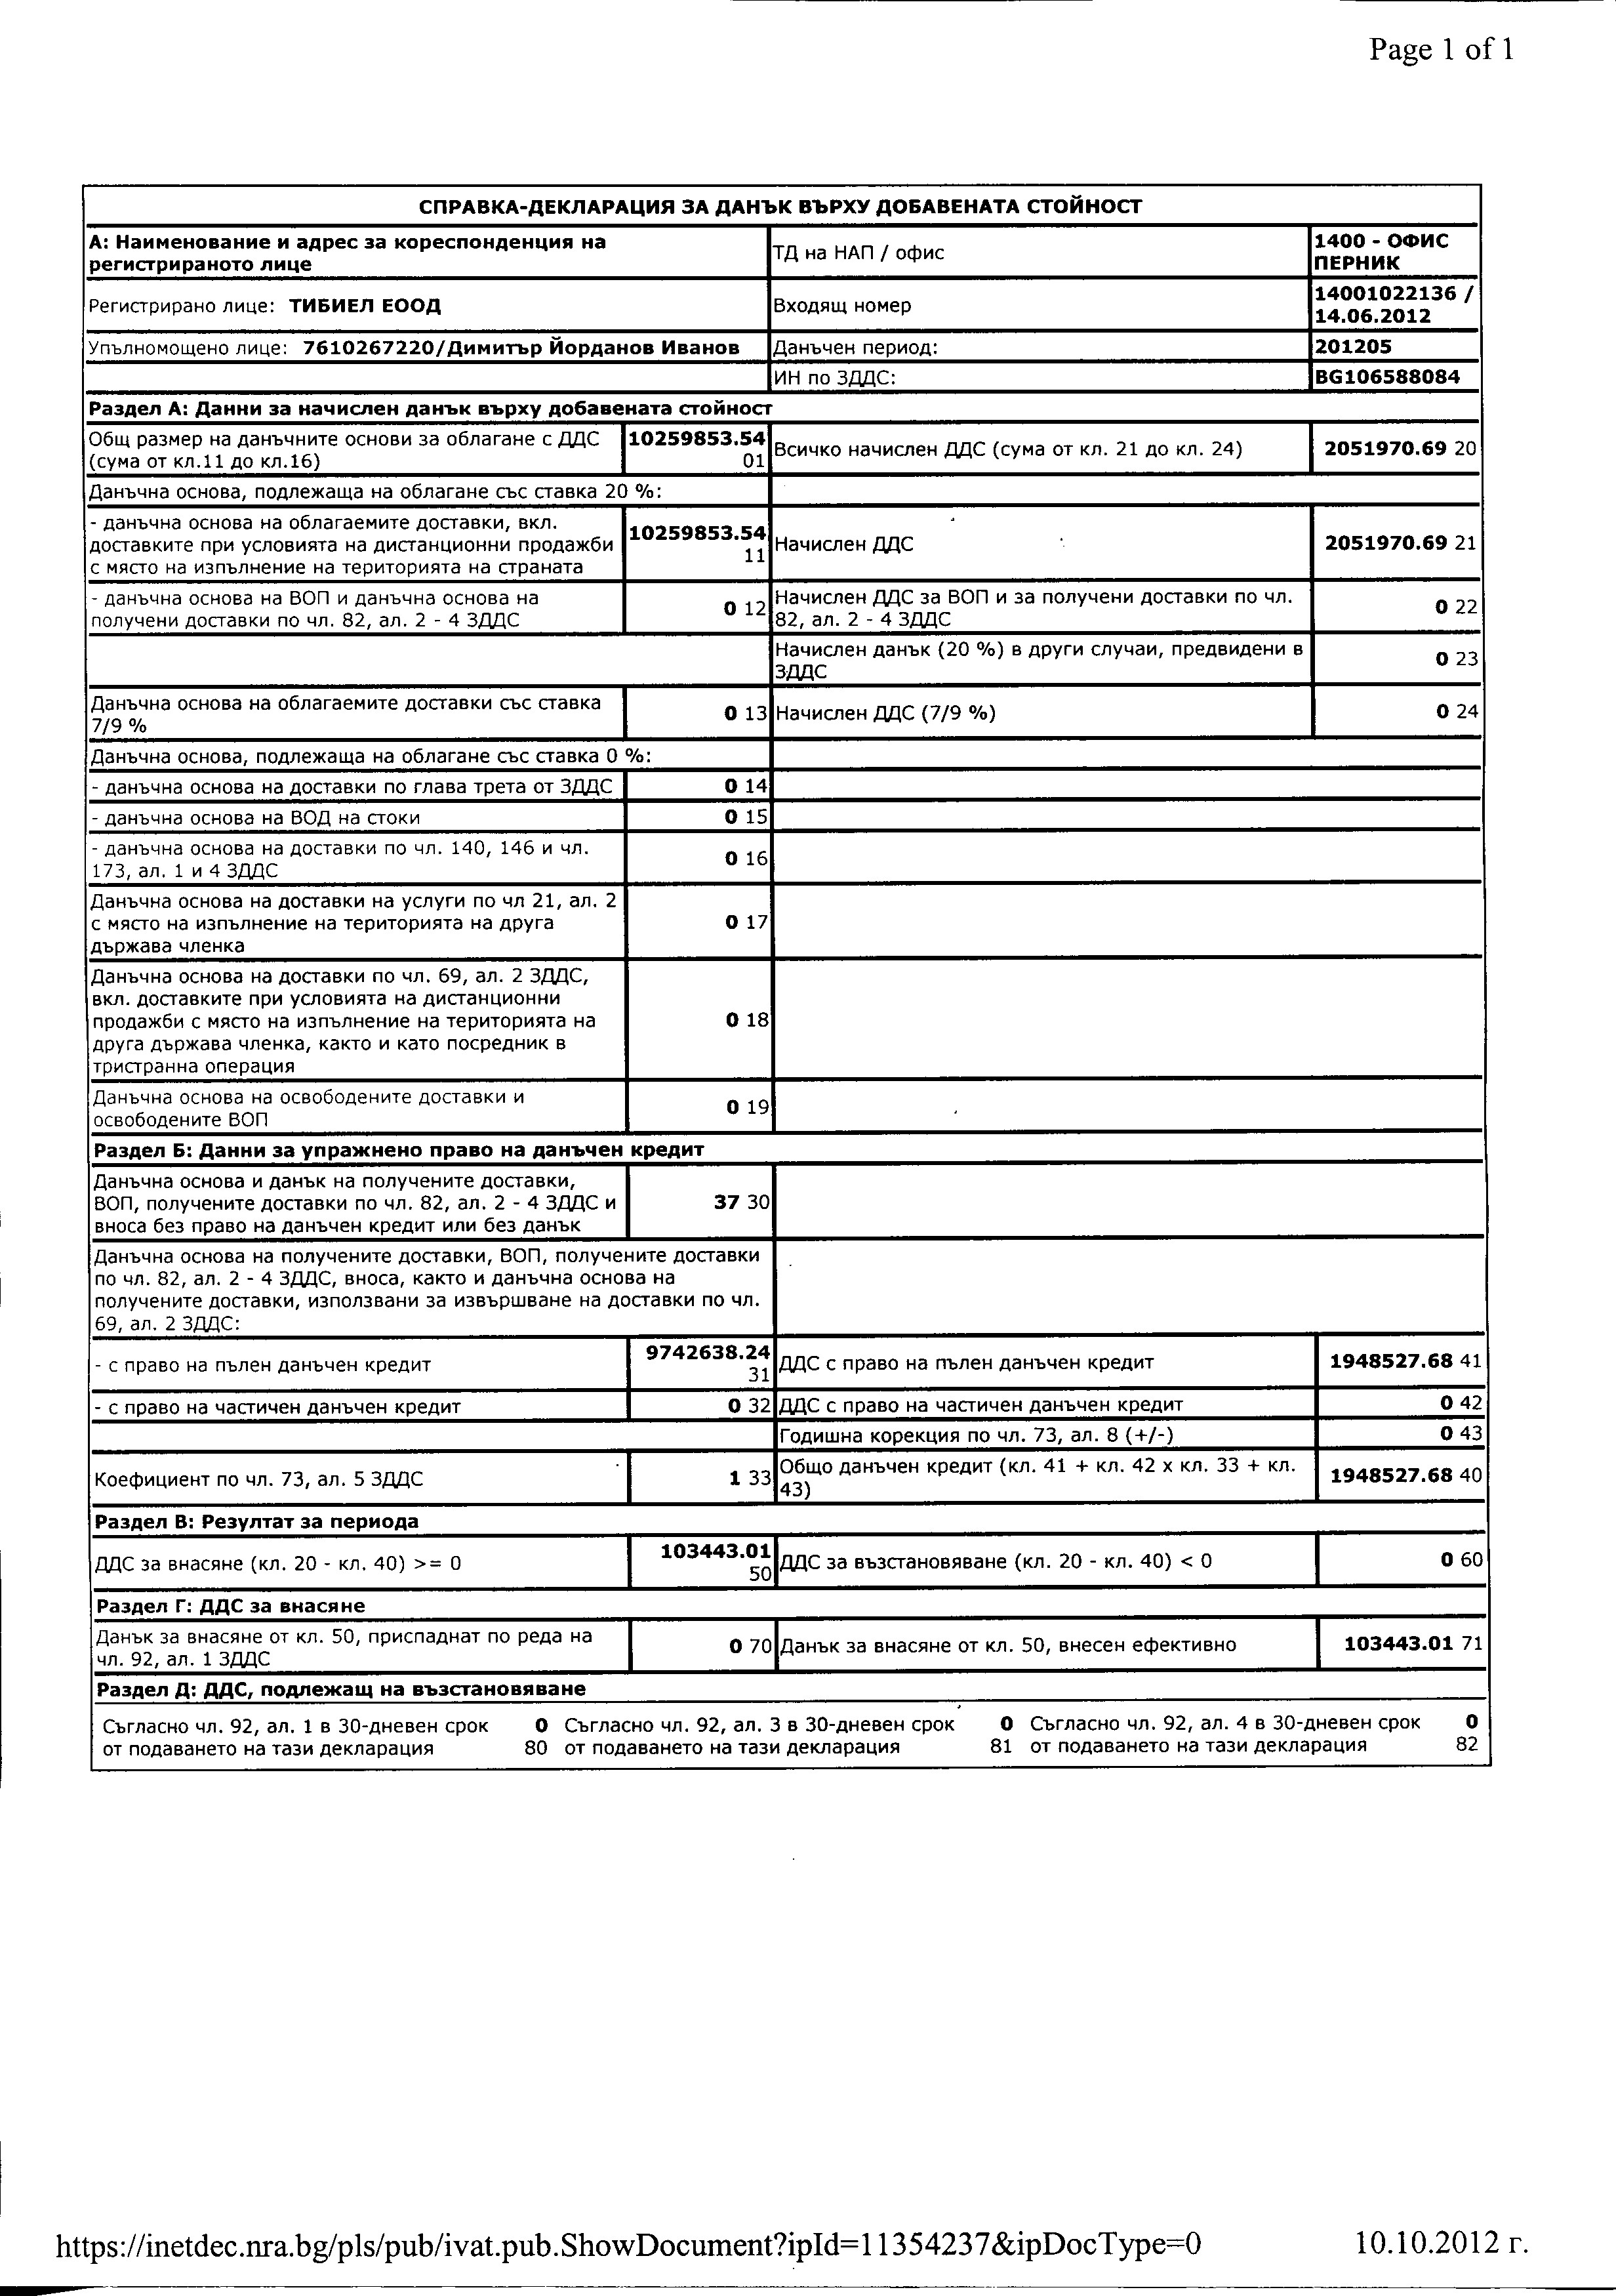 Page 1 of 1
СПРАВКА-ДЕКЛАРАЦИЯ ЗА ДАНЪК ВЪРХУ ДОБАВЕНАТА СТОЙНОСТ
А: Наименование и адрес за кореспонденция на
регистрираното лице
ТД на НАП / офис
1400 - ОФИС
ПЕРНИК
Регистрирано лице: ТИБИЕЛ ЕООД
Входящ номер
14001022136 /
14.06.2012
Упълномощено лице: 7610267220/Димитър Йорданов Иванов
Данъчен период:
201205
ИН по ЗДДС:
BG106588084
Раздел А: Данни за начислен данък върху добавената стойност
Общ размер на данъчните основи за облагане с ДДС
(сума от кл.11 до кл.16)
10259853.54
01
Всичко начислен ДДС (сума от кл. 21 до кл. 24)
2051970.69 20
Данъчна основа, подлежаща на облагане със ставка 20 %:
- данъчна основа на облагаемите доставки, вкл.
доставките при условията на дистанционни продажби
с място на изпълнение на територията на страната
10259853.54
11
Начислен ДДС
2051970.69 21
- данъчна основа на ВОП и данъчна основа на
получени доставки по чл. 82, ал. 2 - 4 ЗДДС
0 12
Начислен ДДС за ВОП и за получени доставки по чл.
82, ал. 2 - 4 ЗДДС
0 22
Начислен данък (20 %) в други случаи, предвидени в
ЗДДС
0 23
Данъчна основа на облагаемите доставки със ставка
7/9 %
0 13
Начислен ДДС (7/9 %)
0 24
Данъчна основа, подлежаща на облагане със ставка 0 %:
- данъчна основа на доставки по глава трета от ЗДДС
0 14
- данъчна основа на ВОД на стоки
0 15
- данъчна основа на доставки по чл. 140, 146 и чл.
173, ал. 1 и 4 ЗДДС
0 16
Данъчна основа на доставки на услуги по чл 21, ал. 2
с място на изпълнение на територията на друга
държава членка
0 17
Данъчна основа на доставки по чл. 69, ал. 2 ЗДДС,
вкл. доставките при условията на дистанционни
продажби с място на изпълнение на територията на
друга държава членка, както и като посредник в
тристранна операция
0 18
Данъчна основа на освободените доставки и
освободените ВОП
0 19
Раздел Б: Данни за упражнено право на данъчен кредит
Данъчна основа и данък на получените доставки,
ВОП, получените доставки по чл. 82, ал. 2 - 4 ЗДДС и
вноса без право на данъчен кредит или без данък
37 30
Данъчна основа на получените доставки, ВОП, получените доставки
по чл. 82, ал. 2 - 4 ЗДДС, вноса, както и данъчна основа на
получените доставки, използвани за извършване на доставки по чл.
69, ал. 2 ЗДДС:
- с право на пълен данъчен кредит
9742638.24
31
ДДС с право на пълен данъчен кредит
1948527.68 41
- с право на частичен данъчен кредит
0 32
ДДС с право на частичен данъчен кредит
0 42
Годишна корекция по чл. 73, ал. 8 (+/-)
0 43
Коефициент по чл. 73, ал. 5 ЗДДС
1 33
Общо данъчен кредит (кл. 41 + кл. 42 x кл. 33 + кл.
43)
1948527.68 40
Раздел В: Резултат за периода
ДДС за внасяне (кл. 20 - кл. 40) >= 0
103443.01
50
ДДС за възстановяване (кл. 20 - кл. 40) < 0
0 60
Раздел Г: ДДС за внасяне
Данък за внасяне от кл. 50, приспаднат по реда на
чл. 92, ал. 1 ЗДДС
0 70
Данък за внасяне от кл. 50, внесен ефективно
103443.01 71
Раздел Д: ДДС, подлежащ на възстановяване
Съгласно чл. 92, ал. 1 в 30-дневен срок
от подаването на тази декларация
0
80
Съгласно чл. 92, ал. 3 в 30-дневен срок
от подаването на тази декларация
0
81
Съгласно чл. 92, ал. 4 в 30-дневен срок
от подаването на тази декларация
0
82
https://inetdec.nra.bg/pls/pub/ivat.pub.ShowDocument?ipId=11354237&ipDocType=0
10.10.2012 г.